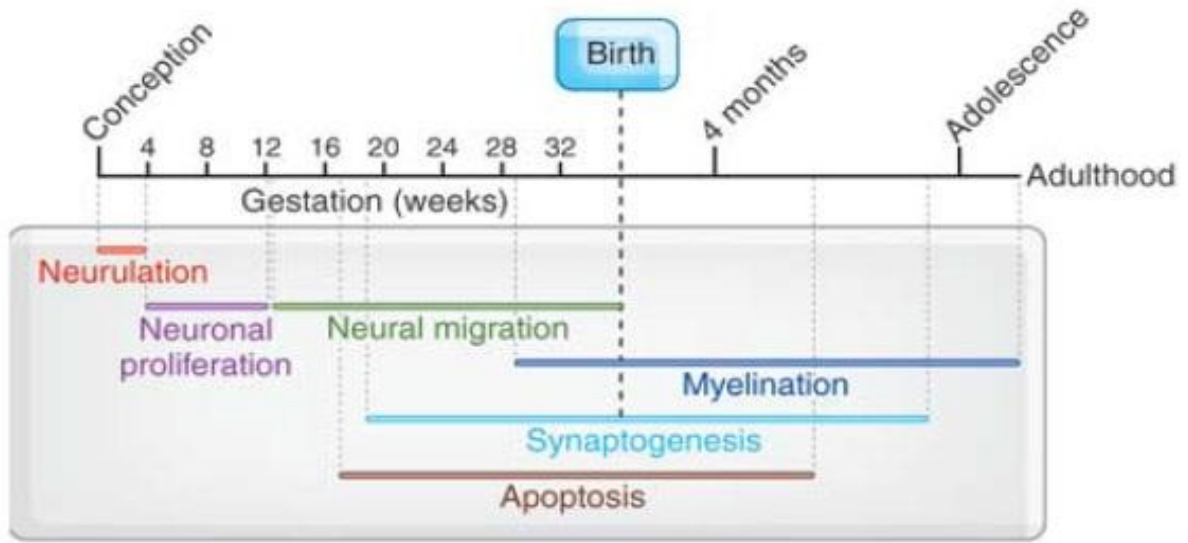 Conception
Birth
4 months
Adolescence
4 8 12 16 20 24 28 32
Adulthood
Gestation (weeks)
Neurulation
Neuronal
proliferation
Neural migration
Myelination
Synaptogenesis
Apoptosis